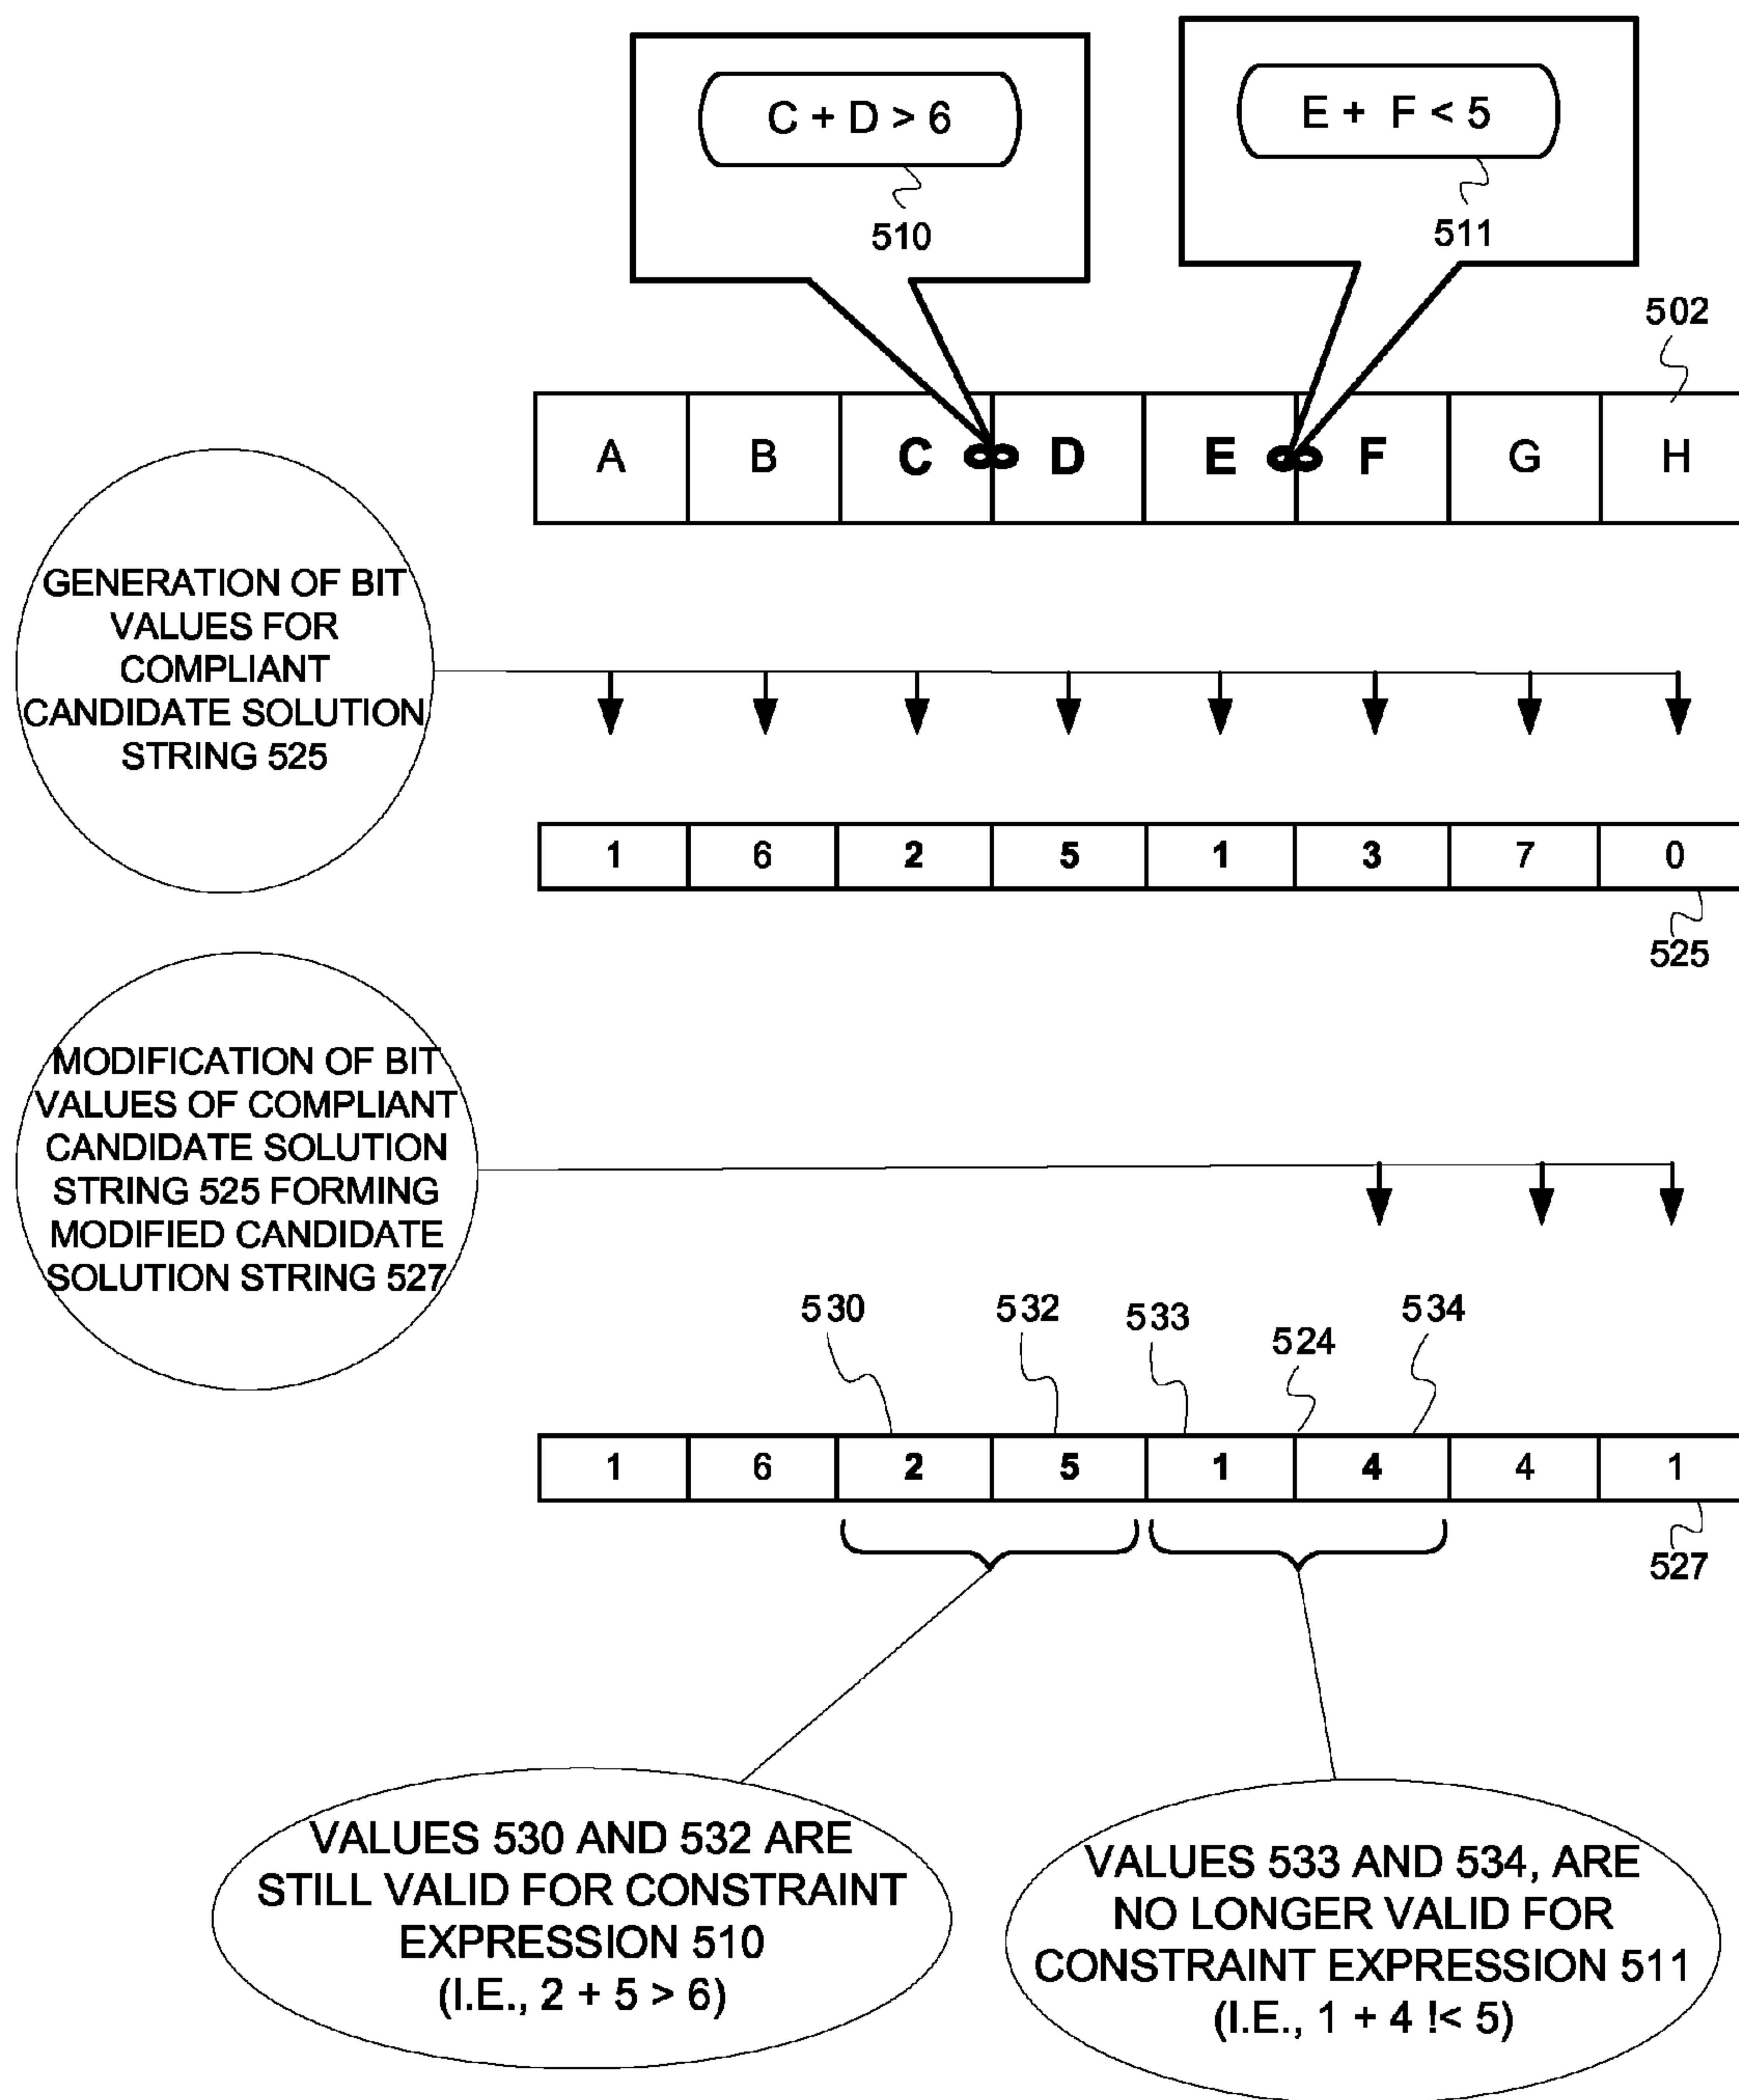 C + D > 6
510
E + F < 5
511
502
A B C D E F G H
GENERATION OF BIT
VALUES FOR
COMPLIANT
CANDIDATE SOLUTION
STRING 525
1 6 2 5 1 3 7 0
525
MODIFICATION OF BIT
VALUES OF COMPLIANT
CANDIDATE SOLUTION
STRING 525 FORMING
MODIFIED CANDIDATE
SOLUTION STRING 527
530 532 533 524 534
1 6 2 5 1 4 4 1
527
VALUES 530 AND 532 ARE
STILL VALID FOR CONSTRAINT
EXPRESSION 510
(I.E., 2 + 5 > 6)
VALUES 533 AND 534, ARE
NO LONGER VALID FOR
CONSTRAINT EXPRESSION 511
(I.E., 1 + 4 !< 5)